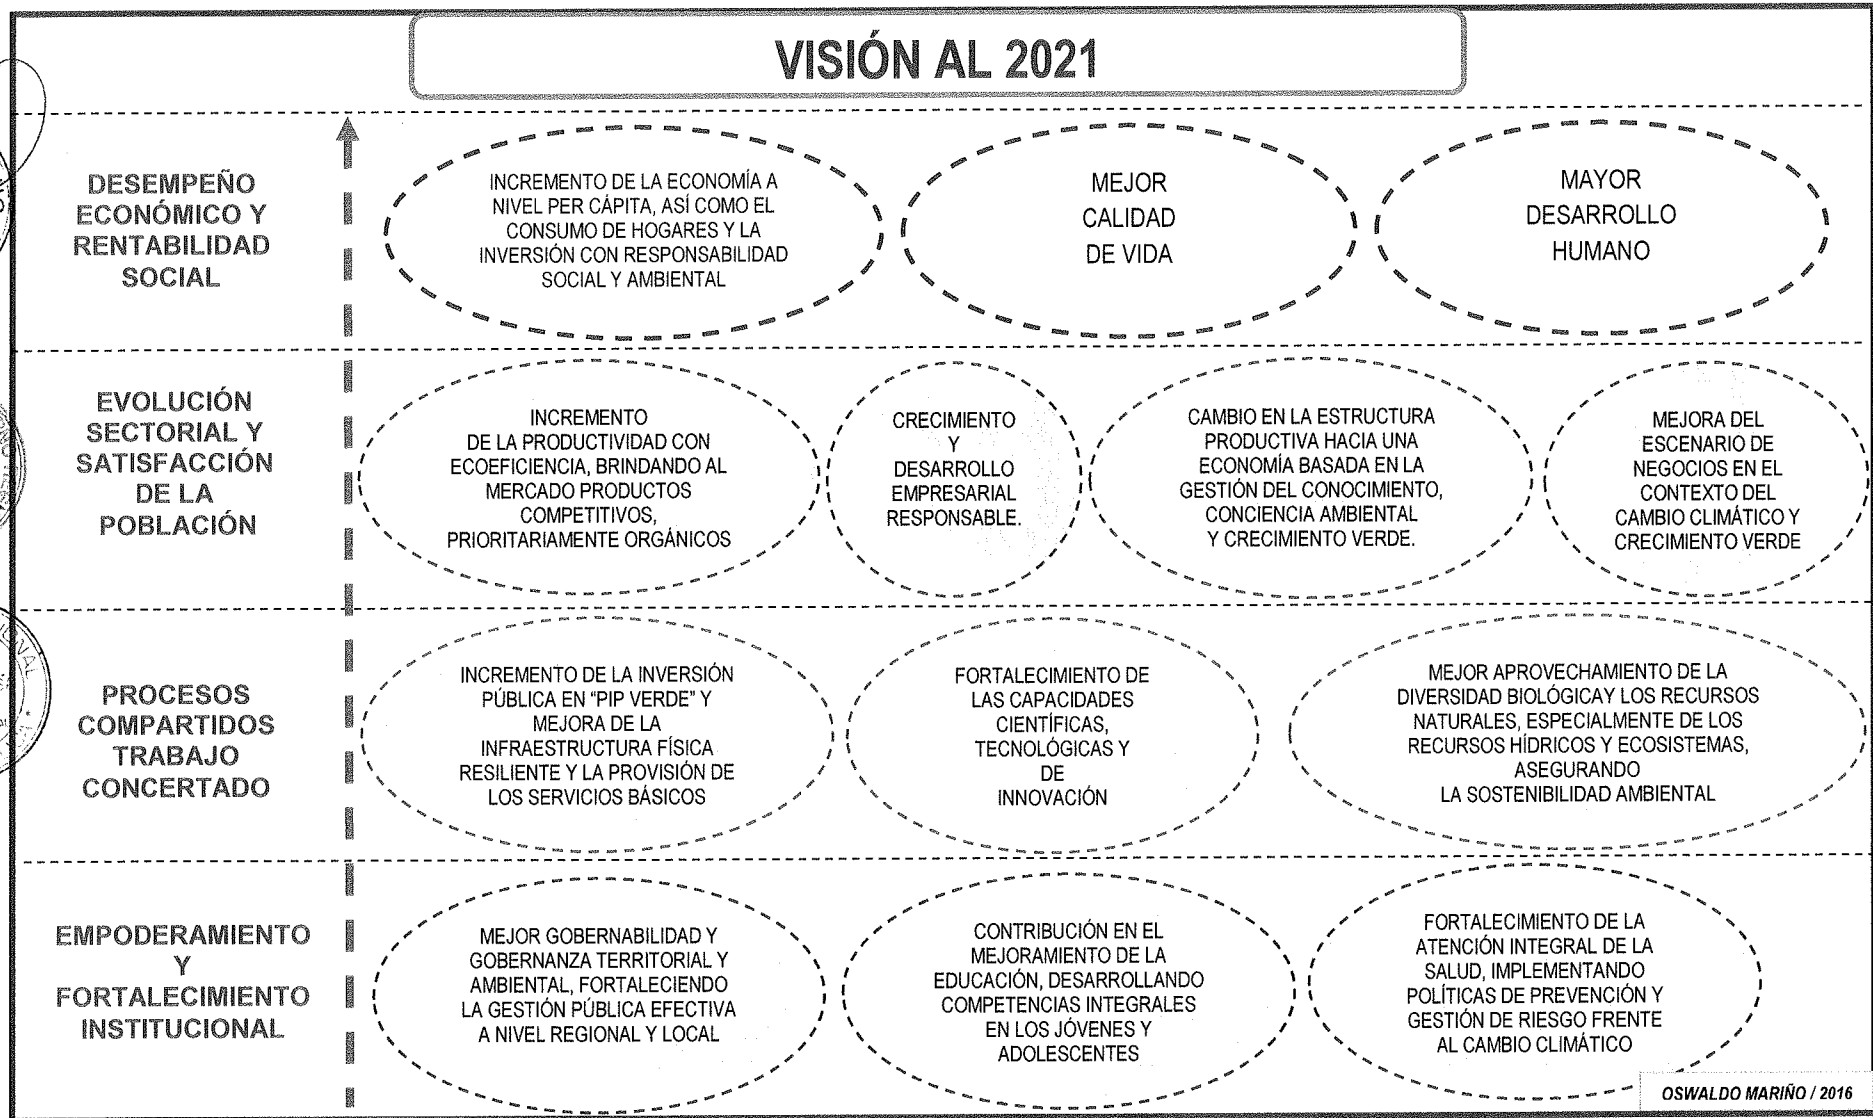 VISIÓN AL 2021
DESEMPEÑO
ECONÓMICO Y
RENTABILIDAD
SOCIAL
INCREMENTO DE LA ECONOMÍA A
NIVEL PER CÁPITA, ASÍ COMO EL
CONSUMO DE HOGARES Y LA
INVERSIÓN CON RESPONSABILIDAD
SOCIAL Y AMBIENTAL
MEJOR
CALIDAD
DE VIDA
MAYOR
DESARROLLO
HUMANO
EVOLUCIÓN
SECTORIAL Y
SATISFACCIÓN
DE LA
POBLACIÓN
INCREMENTO
DE LA PRODUCTIVIDAD CON
ECOEFICIENCIA, BRINDANDO AL
MERCADO PRODUCTOS
COMPETITIVOS,
PRIORITARIAMENTE ORGÁNICOS
CRECIMIENTO
Y
DESARROLLO
EMPRESARIAL
RESPONSABLE.
CAMBIO EN LA ESTRUCTURA
PRODUCTIVA HACIA UNA
ECONOMÍA BASADA EN LA
GESTIÓN DEL CONOCIMIENTO,
CONCIENCIA AMBIENTAL
Y CRECIMIENTO VERDE.
MEJORA DEL
ESCENARIO DE
NEGOCIOS EN EL
CONTEXTO DEL
CAMBIO CLIMÁTICO Y
CRECIMIENTO VERDE
PROCESOS
COMPARTIDOS
TRABAJO
CONCERTADO
INCREMENTO DE LA INVERSIÓN
PÚBLICA EN "PIP VERDE" Y
MEJORA DE LA
INFRAESTRUCTURA FÍSICA
RESILIENTE Y LA PROVISIÓN DE
LOS SERVICIOS BÁSICOS
FORTALECIMIENTO DE
LAS CAPACIDADES
CIENTÍFICAS,
TECNOLÓGICAS Y
DE
INNOVACIÓN
MEJOR APROVECHAMIENTO DE LA
DIVERSIDAD BIOLÓGICAY LOS RECURSOS
NATURALES, ESPECIALMENTE DE LOS
RECURSOS HÍDRICOS Y ECOSISTEMAS,
ASEGURANDO
LA SOSTENIBILIDAD AMBIENTAL
EMPODERAMIENTO
Y
FORTALECIMIENTO
INSTITUCIONAL
MEJOR GOBERNABILIDAD Y
GOBERNANZA TERRITORIAL Y
AMBIENTAL, FORTALECIENDO
LA GESTIÓN PÚBLICA EFECTIVA
A NIVEL REGIONAL Y LOCAL
CONTRIBUCIÓN EN EL
MEJORAMIENTO DE LA
EDUCACIÓN, DESARROLLANDO
COMPETENCIAS INTEGRALES
EN LOS JÓVENES Y
ADOLESCENTES
FORTALECIMIENTO DE LA
ATENCIÓN INTEGRAL DE LA
SALUD, IMPLEMENTANDO
POLÍTICAS DE PREVENCIÓN Y
GESTIÓN DE RIESGO FRENTE
AL CAMBIO CLIMÁTICO
OSWALDO MARIÑO / 2016